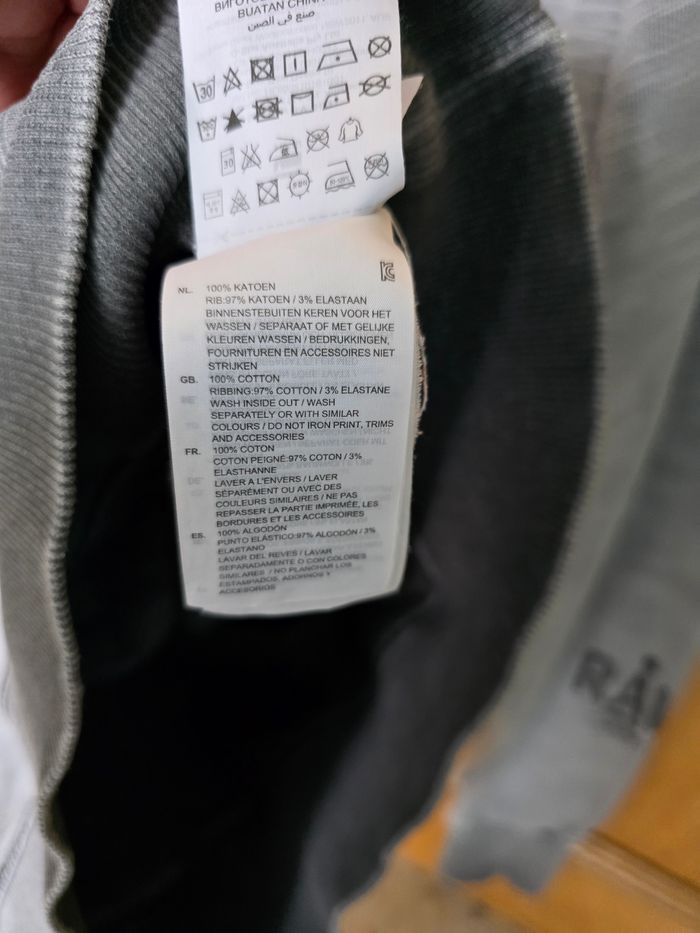 BUATAN CHINA
صنع في الصين
30
30
NL. 100% KATOEN
RIB:97% KATOEN / 3% ELASTAAN
BINNENSTEBUITEN KEREN VOOR HET
WASSEN / SEPARAAT OF MET GELIJKE
KLEUREN WASSEN / BEDRUKKINGEN,
FOURNITUREN EN ACCESSOIRES NIET
STRIJKEN
GB. 100% COTTON
RIBBING:97% COTTON / 3% ELASTANE
WASH INSIDE OUT / WASH
SEPARATELY OR WITH SIMILAR
COLOURS / DO NOT IRON PRINT, TRIMS
AND ACCESSORIES
FR. 100% COTON
COTON PEIGNÉ:97% COTON / 3%
ELASTHANNE
LAVER A L'ENVERS / LAVER
SÉPARÉMENT OU AVEC DES
COULEURS SIMILAIRES / NE PAS
REPASSER LA PARTIE IMPRIMÉE, LES
BORDURES ET LES ACCESSOIRES
ES. 100% ALGODÓN
PUNTO ELÁSTICO:97% ALGODÓN / 3%
ELASTANO
LAVAR DEL REVES / LAVAR
SEPARADAMENTE O CON COLORES
SIMILARES / NO PLANCHAR LOS
ESTAMPADOS, ADORNOS Y
ACCESORIOS